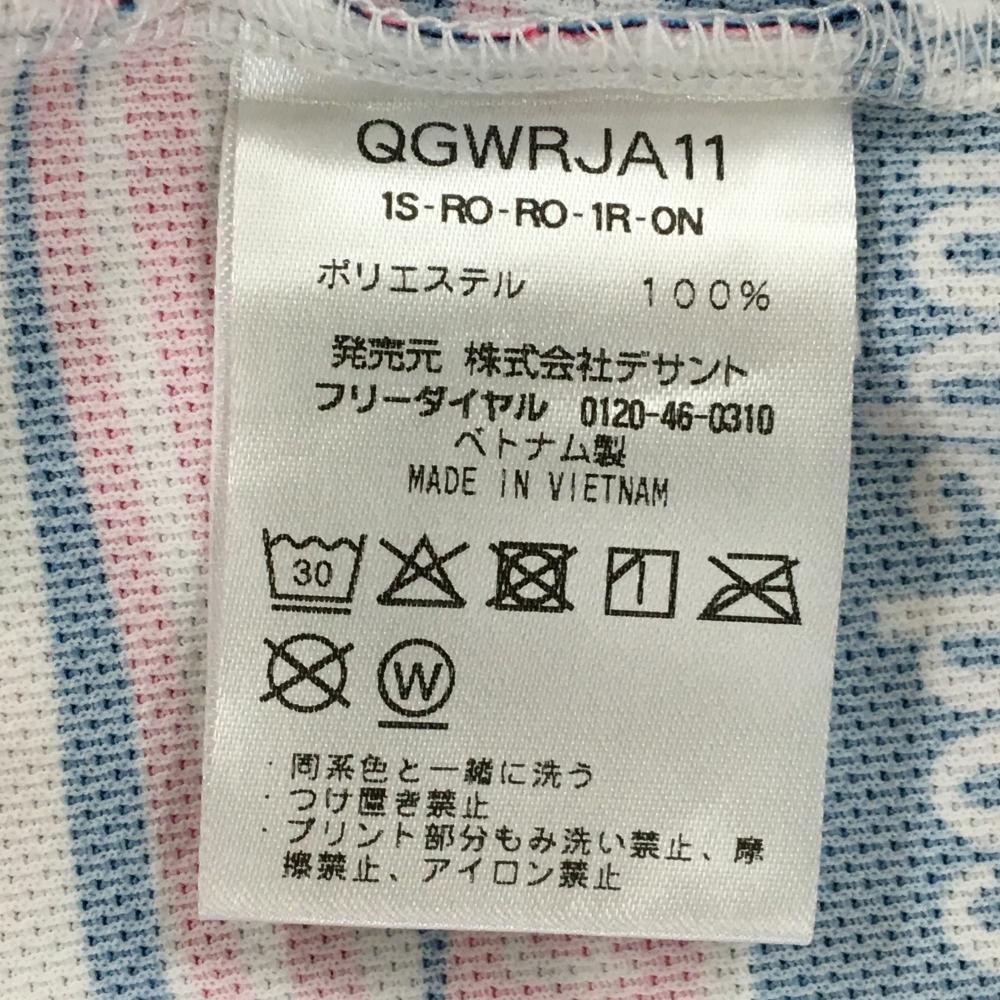 QGWRJA11
1S-RO-RO-1R-ON
ポリエステル 100%
発売元 株式会社デサント
フリーダイヤル 0120-46-0310
ベトナム製
MADE IN VIETNAM
30
W
・同系色と一緒に洗う
・つけ置き禁止
・プリント部分もみ洗い禁止、摩
擦禁止、アイロン禁止